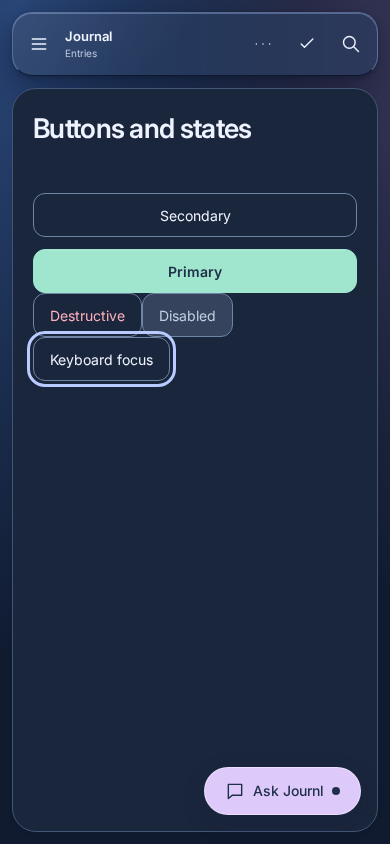 Journal
Entries
Buttons and states
Secondary
Primary
Destructive
Disabled
Keyboard focus
Ask Journl